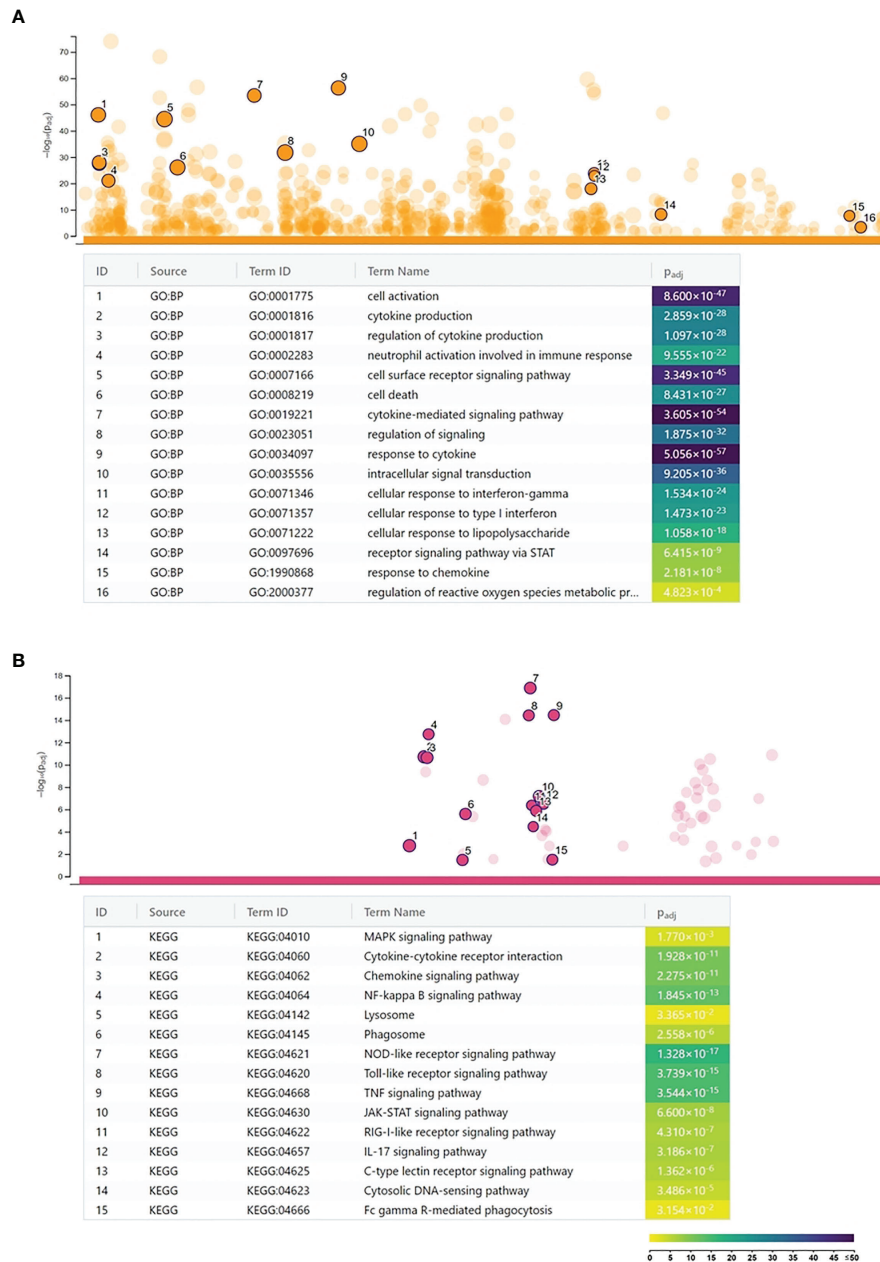 A
70
60
50
40
30
20
10
0
-log10(padj)
1
3
4
5
6
7
8
9
10
12
13
14
15
16
ID Source Term ID Term Name padj
1 GO:BP GO:0001775 cell activation 8.600×10-47
2 GO:BP GO:0001816 cytokine production 2.859×10-28
3 GO:BP GO:0001817 regulation of cytokine production 1.097×10-28
4 GO:BP GO:0002283 neutrophil activation involved in immune response 9.555×10-22
5 GO:BP GO:0007166 cell surface receptor signaling pathway 3.349×10-45
6 GO:BP GO:0008219 cell death 8.431×10-27
7 GO:BP GO:0019221 cytokine-mediated signaling pathway 3.605×10-54
8 GO:BP GO:0023051 regulation of signaling 1.875×10-32
9 GO:BP GO:0034097 response to cytokine 5.056×10-57
10 GO:BP GO:0035556 intracellular signal transduction 9.205×10-36
11 GO:BP GO:0071346 cellular response to interferon-gamma 1.534×10-24
12 GO:BP GO:0071357 cellular response to type I interferon 1.473×10-23
13 GO:BP GO:0071222 cellular response to lipopolysaccharide 1.058×10-18
14 GO:BP GO:0097696 receptor signaling pathway via STAT 6.415×10-9
15 GO:BP GO:1990868 response to chemokine 2.181×10-8
16 GO:BP GO:2000377 regulation of reactive oxygen species metabolic pr... 4.823×10-4
B
18
16
14
12
10
8
6
4
2
0
-log10(padj)
1
3
4
5
6
7
8
9
10
12
13
14
15
ID Source Term ID Term Name padj
1 KEGG KEGG:04010 MAPK signaling pathway 1.770×10-3
2 KEGG KEGG:04060 Cytokine-cytokine receptor interaction 1.928×10-11
3 KEGG KEGG:04062 Chemokine signaling pathway 2.275×10-11
4 KEGG KEGG:04064 NF-kappa B signaling pathway 1.845×10-13
5 KEGG KEGG:04142 Lysosome 3.365×10-2
6 KEGG KEGG:04145 Phagosome 2.558×10-6
7 KEGG KEGG:04621 NOD-like receptor signaling pathway 1.328×10-17
8 KEGG KEGG:04620 Toll-like receptor signaling pathway 3.739×10-15
9 KEGG KEGG:04668 TNF signaling pathway 3.544×10-15
10 KEGG KEGG:04630 JAK-STAT signaling pathway 6.600×10-8
11 KEGG KEGG:04622 RIG-I-like receptor signaling pathway 4.310×10-7
12 KEGG KEGG:04657 IL-17 signaling pathway 3.186×10-7
13 KEGG KEGG:04625 C-type lectin receptor signaling pathway 1.362×10-6
14 KEGG KEGG:04623 Cytosolic DNA-sensing pathway 3.486×10-5
15 KEGG KEGG:04666 Fc gamma R-mediated phagocytosis 3.154×10-2
0 5 10 15 20 25 30 35 40 45 ≤50